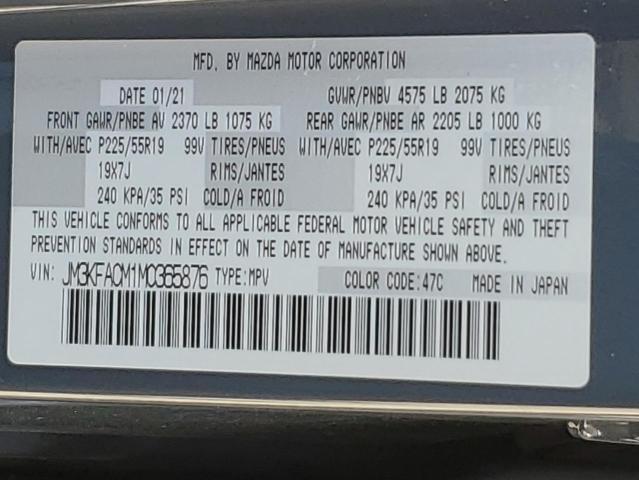 MFD. BY MAZDA MOTOR CORPORATION
DATE 01/21 GVWR/PNBV 4575 LB 2075 KG
FRONT GAWR/PNBE AV 2370 LB 1075 KG REAR GAWR/PNBE AR 2205 LB 1000 KG
WITH/AVEC P225/55R19 99V TIRES/PNEUS WITH/AVEC P225/55R19 99V TIRES/PNEUS
19X7J RIMS/JANTES 19X7J RIMS/JANTES
240 KPA/35 PSI COLD/A FROID 240 KPA/35 PSI COLD/A FROID
THIS VEHICLE CONFORMS TO ALL APPLICABLE FEDERAL MOTOR VEHICLE SAFETY AND THEFT
PREVENTION STANDARDS IN EFFECT ON THE DATE OF MANUFACTURE SHOWN ABOVE.
VIN: JM3KFACM1M0365876 TYPE:MPV COLOR CODE:47C MADE IN JAPAN